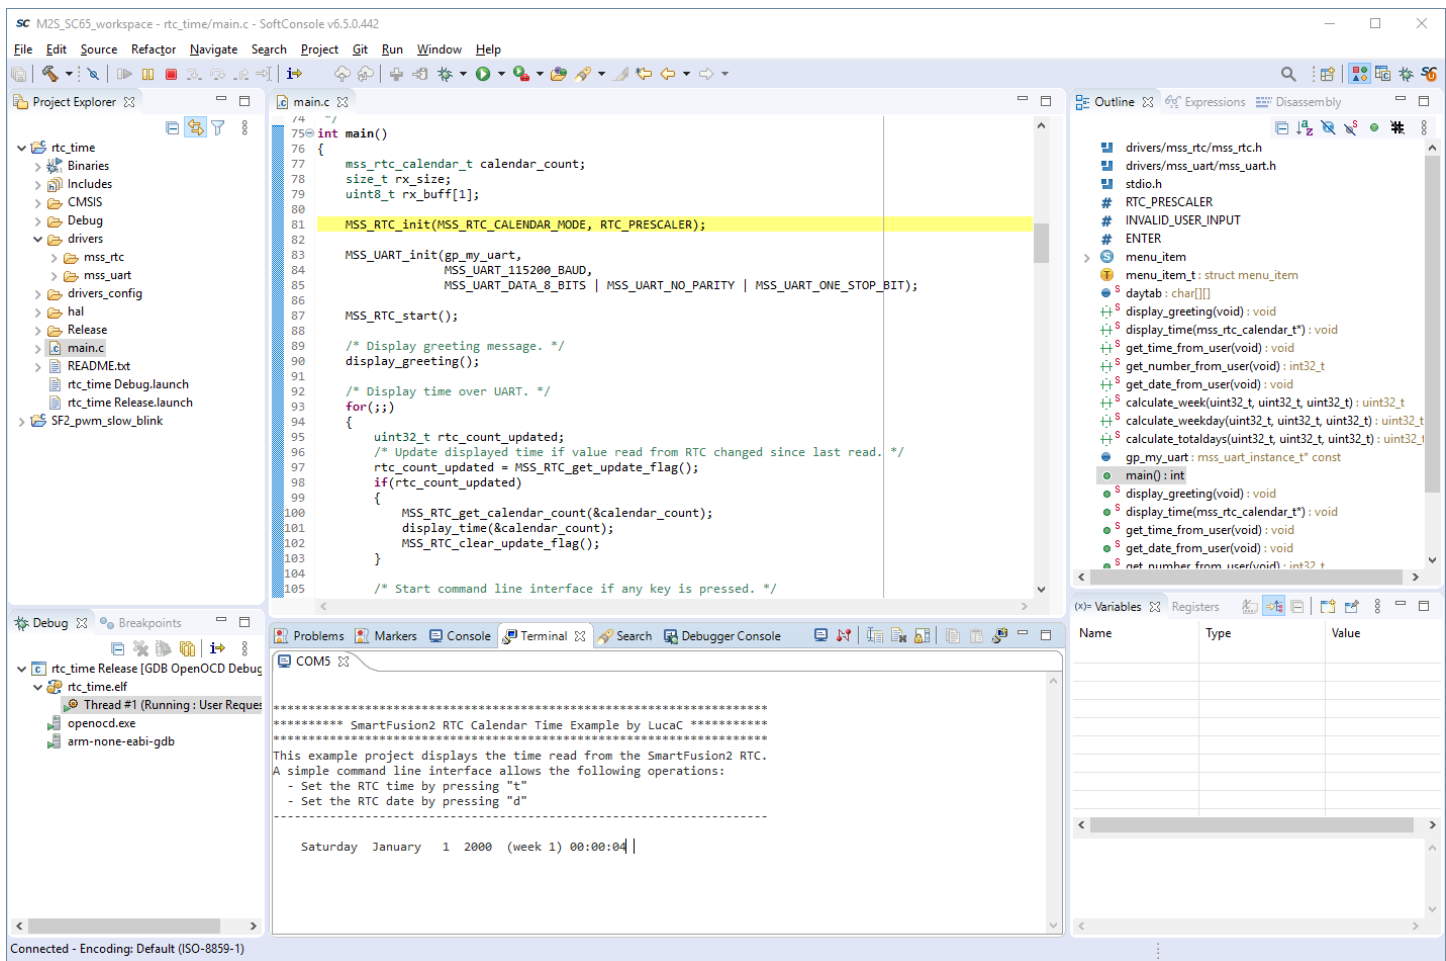 M2S_SC65_workspace - rtc_time/main.c - SoftConsole v6.5.0.442
File Edit Source Refactor Navigate Search Project Git Run Window Help
Project Explorer
rtc_time
Binaries
Includes
CMSIS
Debug
drivers
mss_rtc
mss_uart
drivers_config
hal
Release
main.c
README.txt
rtc_time Debug.launch
rtc_time Release.launch
SF2_pwm_slow_blink
main.c
74 */
75 int main()
76 {
77 mss_rtc_calendar_t calendar_count;
78 size_t rx_size;
79 uint8_t rx_buff[1];
80
81 MSS_RTC_init(MSS_RTC_CALENDAR_MODE, RTC_PRESCALER);
82
83 MSS_UART_init(gp_my_uart,
84 MSS_UART_115200_BAUD,
85 MSS_UART_DATA_8_BITS | MSS_UART_NO_PARITY | MSS_UART_ONE_STOP_BIT);
86
87 MSS_RTC_start();
88
89 /* Display greeting message. */
90 display_greeting();
91
92 /* Display time over UART. */
93 for(;;)
94 {
95 uint32_t rtc_count_updated;
96 /* Update displayed time if value read from RTC changed since last read. */
97 rtc_count_updated = MSS_RTC_get_update_flag();
98 if(rtc_count_updated)
99 {
100 MSS_RTC_get_calendar_count(&calendar_count);
101 display_time(&calendar_count);
102 MSS_RTC_clear_update_flag();
103 }
104
105 /* Start command line interface if any key is pressed. */
Outline Expressions Disassembly
drivers/mss_rtc/mss_rtc.h
drivers/mss_uart/mss_uart.h
stdio.h
RTC_PRESCALER
INVALID_USER_INPUT
ENTER
menu_item
menu_item_t : struct menu_item
daytab : char[][]
display_greeting(void) : void
display_time(mss_rtc_calendar_t*) : void
get_time_from_user(void) : void
get_number_from_user(void) : int32_t
get_date_from_user(void) : void
calculate_week(uint32_t, uint32_t, uint32_t) : uint32_t
calculate_weekday(uint32_t, uint32_t, uint32_t) : uint32_t
calculate_totaldays(uint32_t, uint32_t, uint32_t) : uint32_t
gp_my_uart : mss_uart_instance_t* const
main() : int
display_greeting(void) : void
display_time(mss_rtc_calendar_t*) : void
get_time_from_user(void) : void
get_date_from_user(void) : void
get_number_from_user(void) : int32_t
Debug Breakpoints
rtc_time Release [GDB OpenOCD Debug
rtc_time.elf
Thread #1 (Running : User Reques
openocd.exe
arm-none-eabi-gdb
Problems Markers Console Terminal Search Debugger Console
COM5
**********************************************************************
********** SmartFusion2 RTC Calendar Time Example by LucaC ***********
**********************************************************************
This example project displays the time read from the SmartFusion2 RTC.
A simple command line interface allows the following operations:
- Set the RTC time by pressing "t"
- Set the RTC date by pressing "d"
----------------------------------------------------------------------
Saturday January 1 2000 (week 1) 00:00:04
(x)= Variables Registers
Name Type Value
Connected - Encoding: Default (ISO-8859-1)